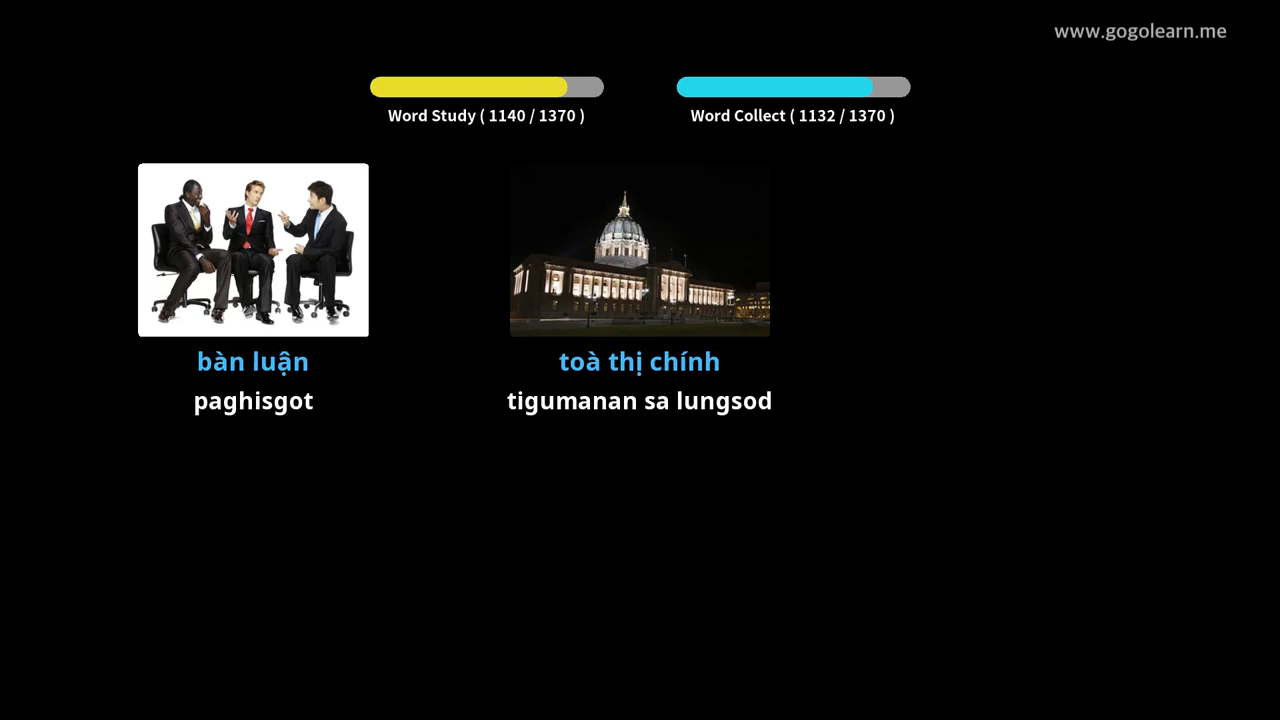 www.gogolearn.me
Word Study ( 1140 / 1370 )
Word Collect ( 1132 / 1370 )
bàn luận
paghisgot
toà thị chính
tigumanan sa lungsod